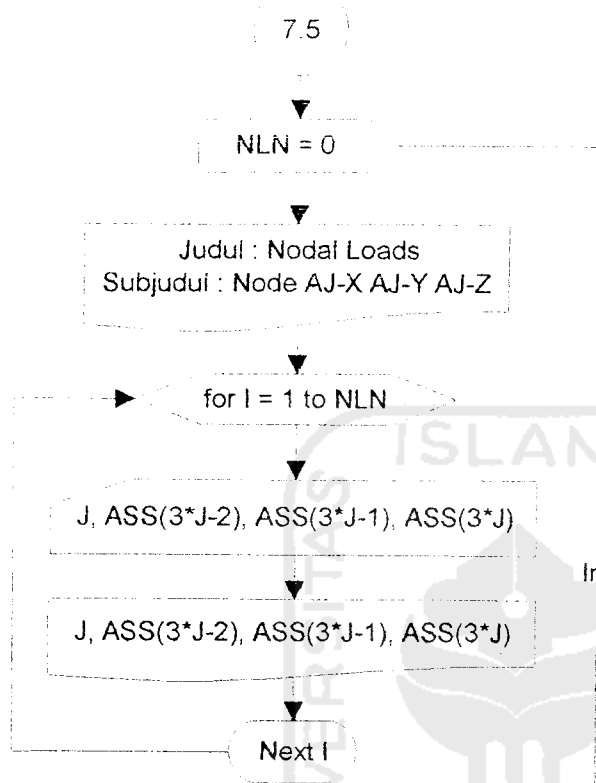 7.5
NLN = 0
Judul : Nodal Loads
Subjudul : Node AJ-X AJ-Y AJ-Z
for I = 1 to NLN
J, ASS(3*J-2), ASS(3*J-1), ASS(3*J)
In
J, ASS(3*J-2), ASS(3*J-1), ASS(3*J)
Next I
ISLAN
VERSITAS